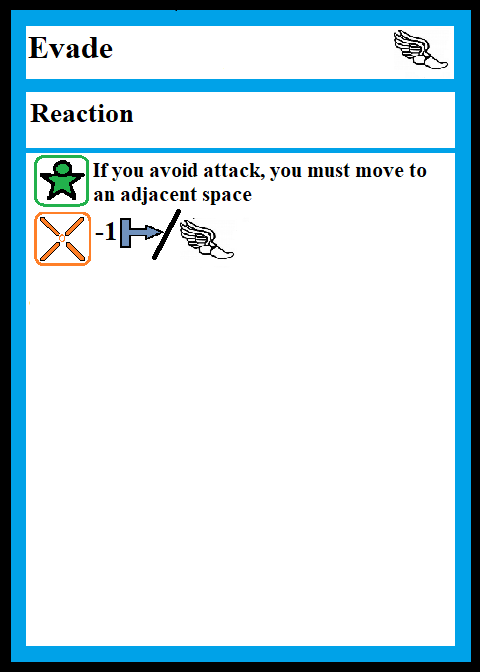 Evade
Reaction
If you avoid attack, you must move to
an adjacent space
-1 /